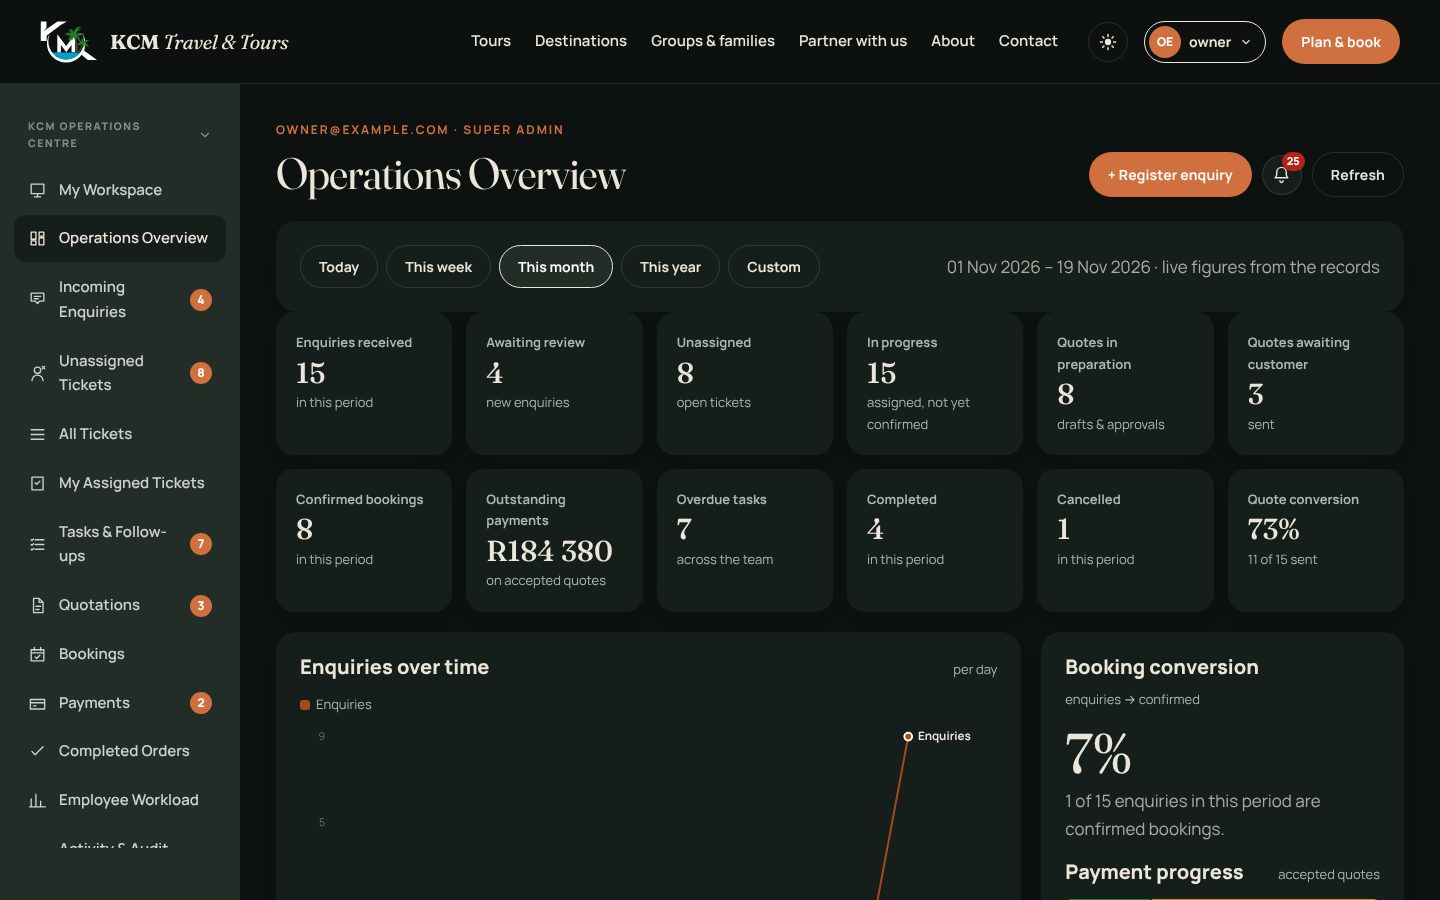 KCM Travel & Tours
Tours
Destinations
Groups & families
Partner with us
About
Contact
OE
owner
Plan & book
KCM OPERATIONS
CENTRE
My Workspace
Operations Overview
Incoming
Enquiries
4
Unassigned
Tickets
8
All Tickets
My Assigned Tickets
Tasks & Follow-
ups
7
Quotations
3
Bookings
Payments
2
Completed Orders
Employee Workload
Activity & Audit
OWNER@EXAMPLE.COM · SUPER ADMIN
Operations Overview
+ Register enquiry
25
Refresh
Today
This week
This month
This year
Custom
01 Nov 2026 – 19 Nov 2026 · live figures from the records
Enquiries received
15
in this period
Awaiting review
4
new enquiries
Unassigned
8
open tickets
In progress
15
assigned, not yet
confirmed
Quotes in
preparation
8
drafts & approvals
Quotes awaiting
customer
3
sent
Confirmed bookings
8
in this period
Outstanding
payments
R184 380
on accepted quotes
Overdue tasks
7
across the team
Completed
4
in this period
Cancelled
1
in this period
Quote conversion
73%
11 of 15 sent
Enquiries over time
per day
Enquiries
9
Enquiries
5
Booking conversion
enquiries → confirmed
7%
1 of 15 enquiries in this period are
confirmed bookings.
Payment progress
accepted quotes